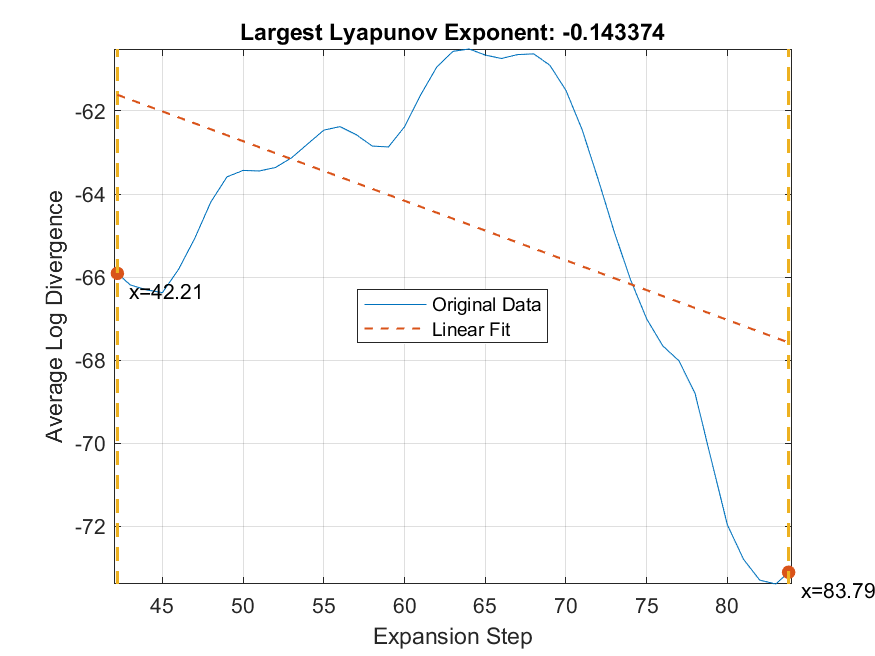 Largest Lyapunov Exponent: -0.143374
-62
-64
-66
-68
-70
-72
Average Log Divergence
x=42.21
Original Data
Linear Fit
x=83.79
45 50 55 60 65 70 75 80
Expansion Step